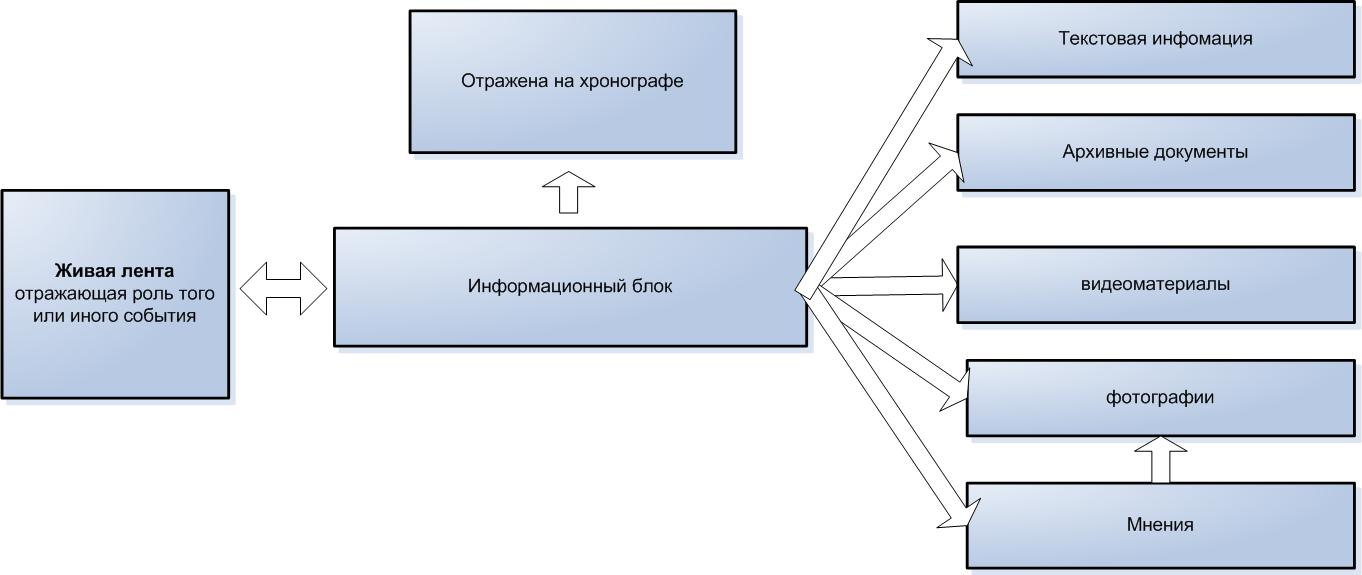 Отражена на хронографе
Живая лента
отражающая роль того
или иного события
Информационный блок
Текстовая инфомация
Архивные документы
видеоматериалы
фотографии
Мнения